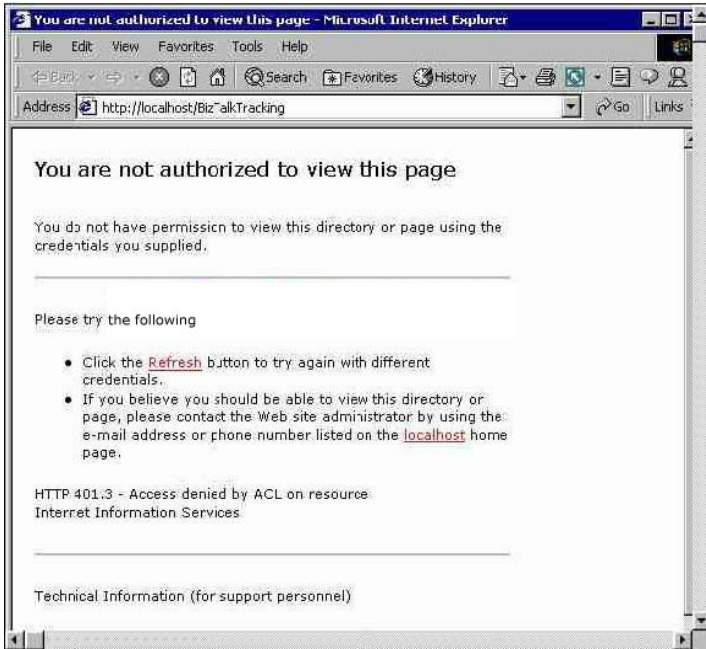 You are not authorized to view this page - Microsoft Internet Explorer
File Edit View Favorites Tools Help
Back Search Favorites History
Address http://localhost/BizTalkTracking Go Links
You are not authorized to view this page
You do not have permission to view this directory or page using the
credentials you supplied.
Please try the following
Click the Refresh button to try again with different
credentials.
If you believe you should be able to view this directory or
page, please contact the Web site administrator by using the
e-mail address or phone number listed on the localhost home
page.
HTTP 401.3 - Access denied by ACL on resource
Internet Information Services
Technical Information (for support personnel)